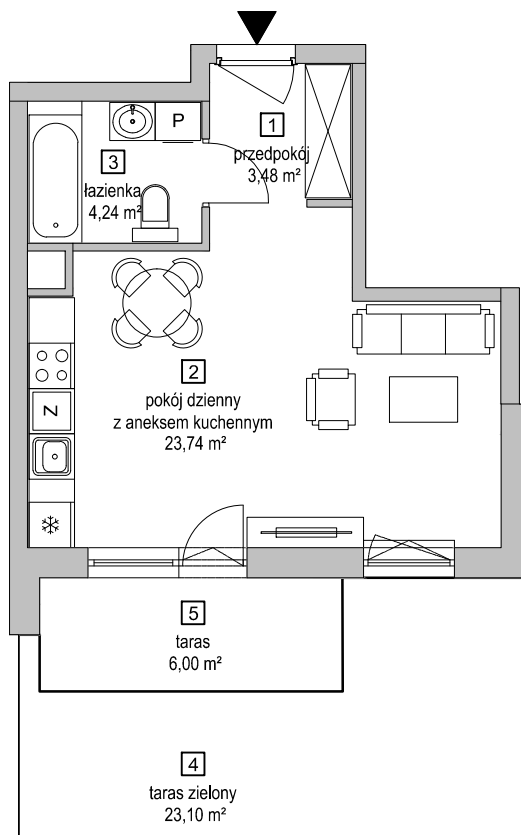 1
przedpokój
3,48 m²
P
3
łazienka
4,24 m²
2
pokój dzienny
z aneksem kuchennym
23,74 m²
Z
5
taras
6,00 m²
4
taras zielony
23,10 m²